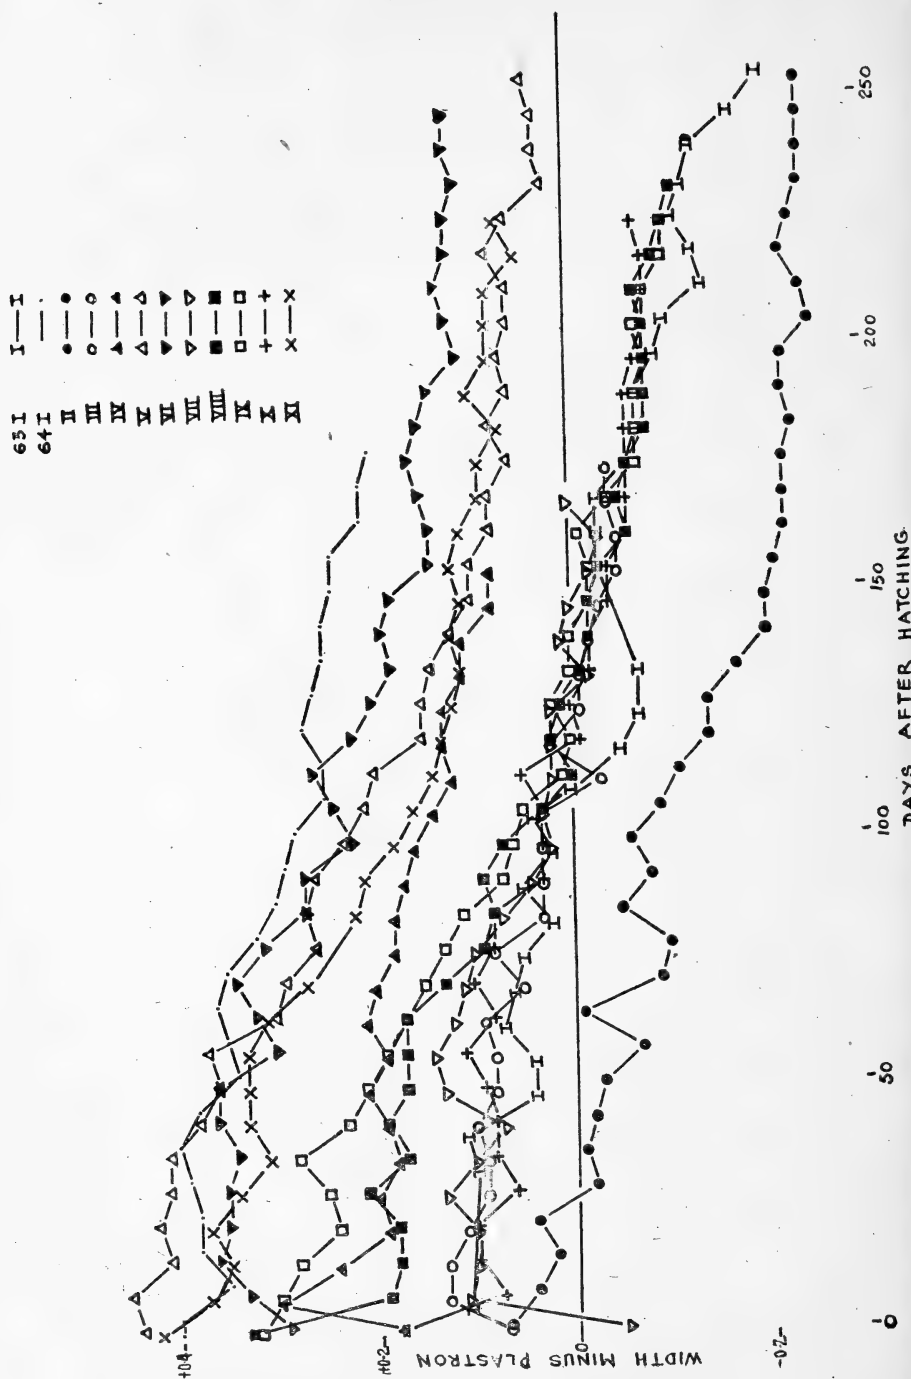 63 I I——I
64 I ——— .
II
III
IV
V
VI
VII
VIII
IX
X +——+
XI ×——×
WIDTH MINUS PLASTRON
+0.4
+0.2
0
-0.2
0
50
100
150
200
250
DAYS AFTER HATCHING